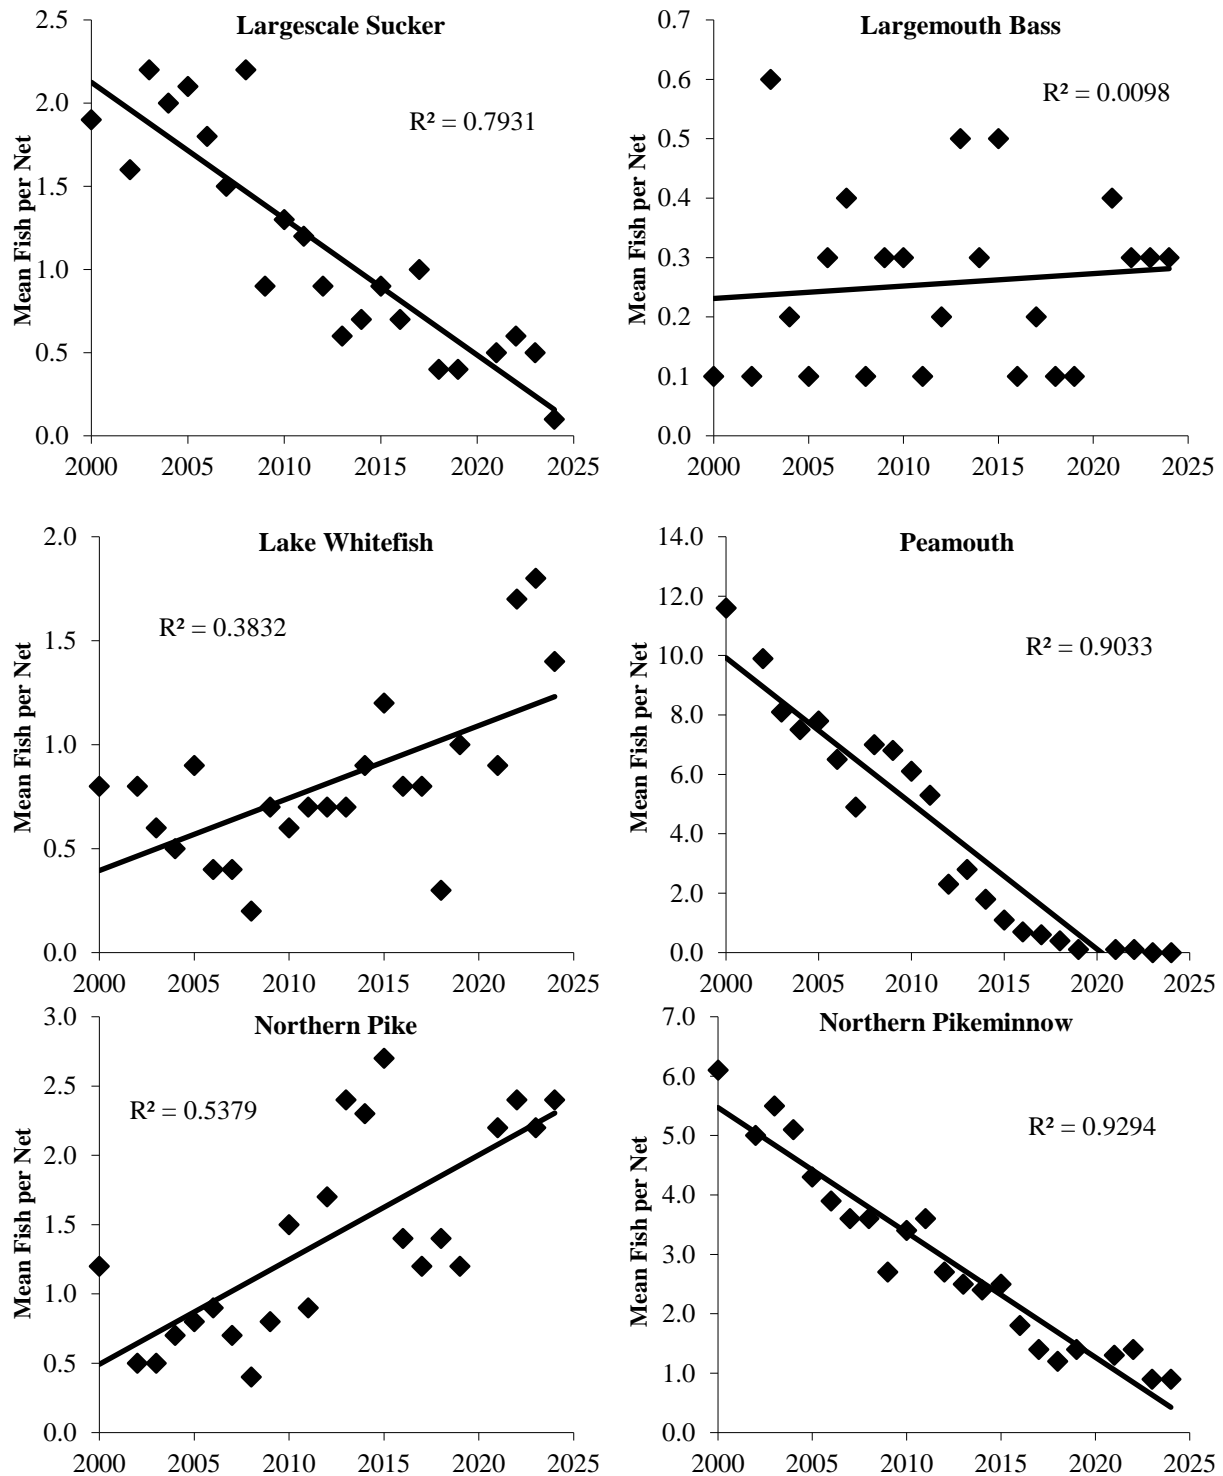 Largescale Sucker
R² = 0.7931
Mean Fish per Net
2.5
2.0
1.5
1.0
0.5
0.0
2000 2005 2010 2015 2020 2025
Largemouth Bass
R² = 0.0098
Mean Fish per Net
0.7
0.6
0.5
0.4
0.3
0.2
0.1
0.0
2000 2005 2010 2015 2020 2025
Lake Whitefish
R² = 0.3832
Mean Fish per Net
2.0
1.5
1.0
0.5
0.0
2000 2005 2010 2015 2020 2025
Peamouth
R² = 0.9033
Mean Fish per Net
14.0
12.0
10.0
8.0
6.0
4.0
2.0
0.0
2000 2005 2010 2015 2020 2025
Northern Pike
R² = 0.5379
Mean Fish per Net
3.0
2.5
2.0
1.5
1.0
0.5
0.0
2000 2005 2010 2015 2020 2025
Northern Pikeminnow
R² = 0.9294
Mean Fish per Net
7.0
6.0
5.0
4.0
3.0
2.0
1.0
0.0
2000 2005 2010 2015 2020 2025